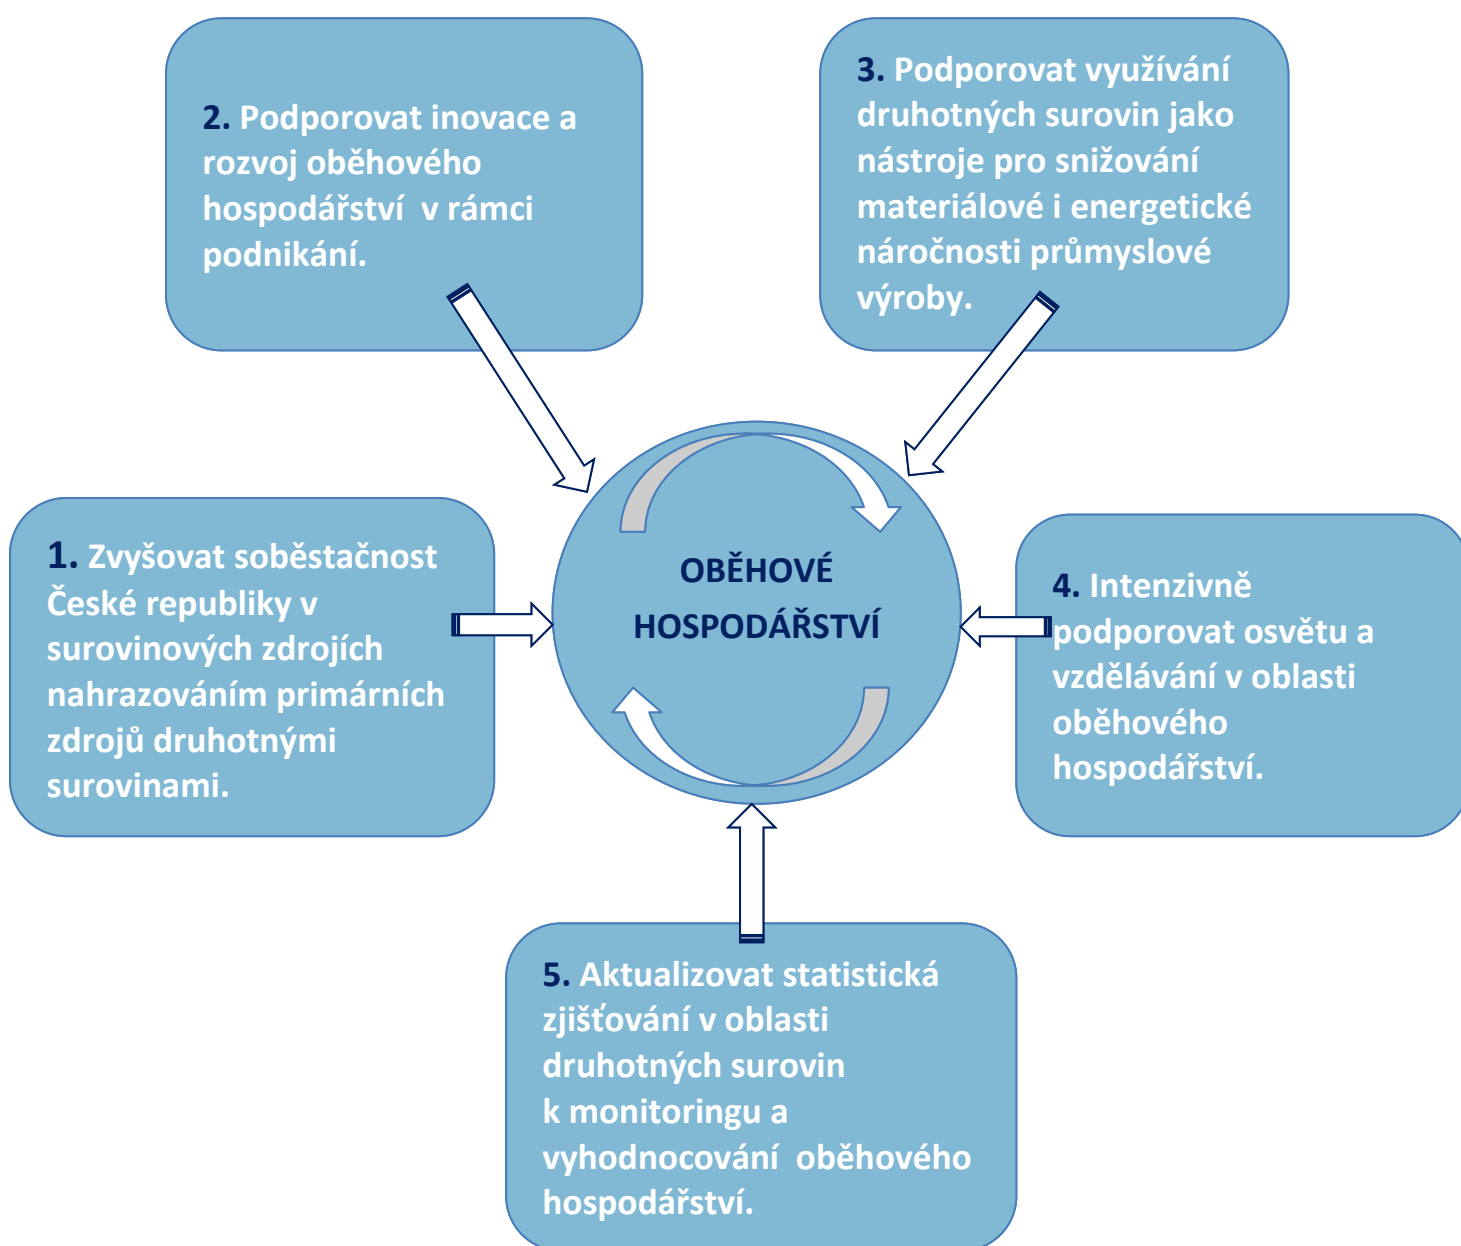 2. Podporovat inovace a
rozvoj oběhového
hospodářství  v rámci
podnikání.
3. Podporovat využívání
druhotných surovin jako
nástroje pro snižování
materiálové i energetické
náročnosti průmyslové
výroby.
1. Zvyšovat soběstačnost
České republiky v
surovinových zdrojích
nahrazováním primárních
zdrojů druhotnými
surovinami.
OBĚHOVÉ
HOSPODÁŘSTVÍ
4. Intenzivně
podporovat osvětu a
vzdělávání v oblasti
oběhového
hospodářství.
5. Aktualizovat statistická
zjišťování v oblasti
druhotných surovin
k monitoringu a
vyhodnocování  oběhového
hospodářství.